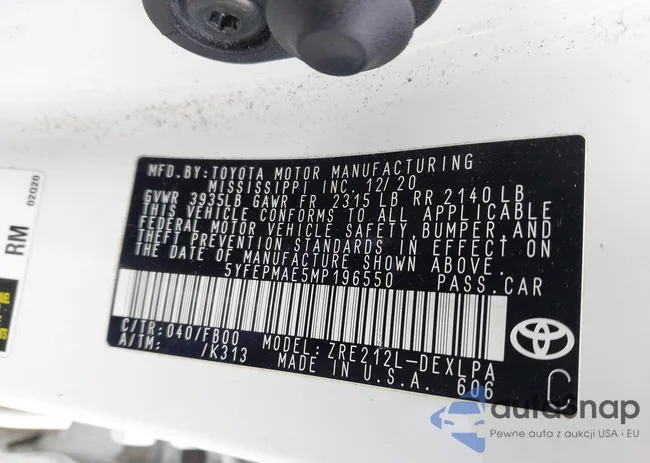 MFD. BY: TOYOTA MOTOR MANUFACTURING
MISSISSIPPI INC. 12/20
GVWR 3935LB GAWR FR 2315 LB RR 2140 LB
THIS VEHICLE CONFORMS TO ALL APPLICABLE
FEDERAL MOTOR VEHICLE SAFETY, BUMPER, AND
THEFT PREVENTION STANDARDS IN EFFECT ON
THE DATE OF MANUFACTURE SHOWN ABOVE.
5YFEPMAE5MP196550 PASS. CAR
C/TR: 040/FB00 MODEL: ZRE212L-DEXLPA
A/TM: /K313 MADE IN U.S.A. 606
C
02020
RM
autosnap
Pewne auta z aukcji USA i EU